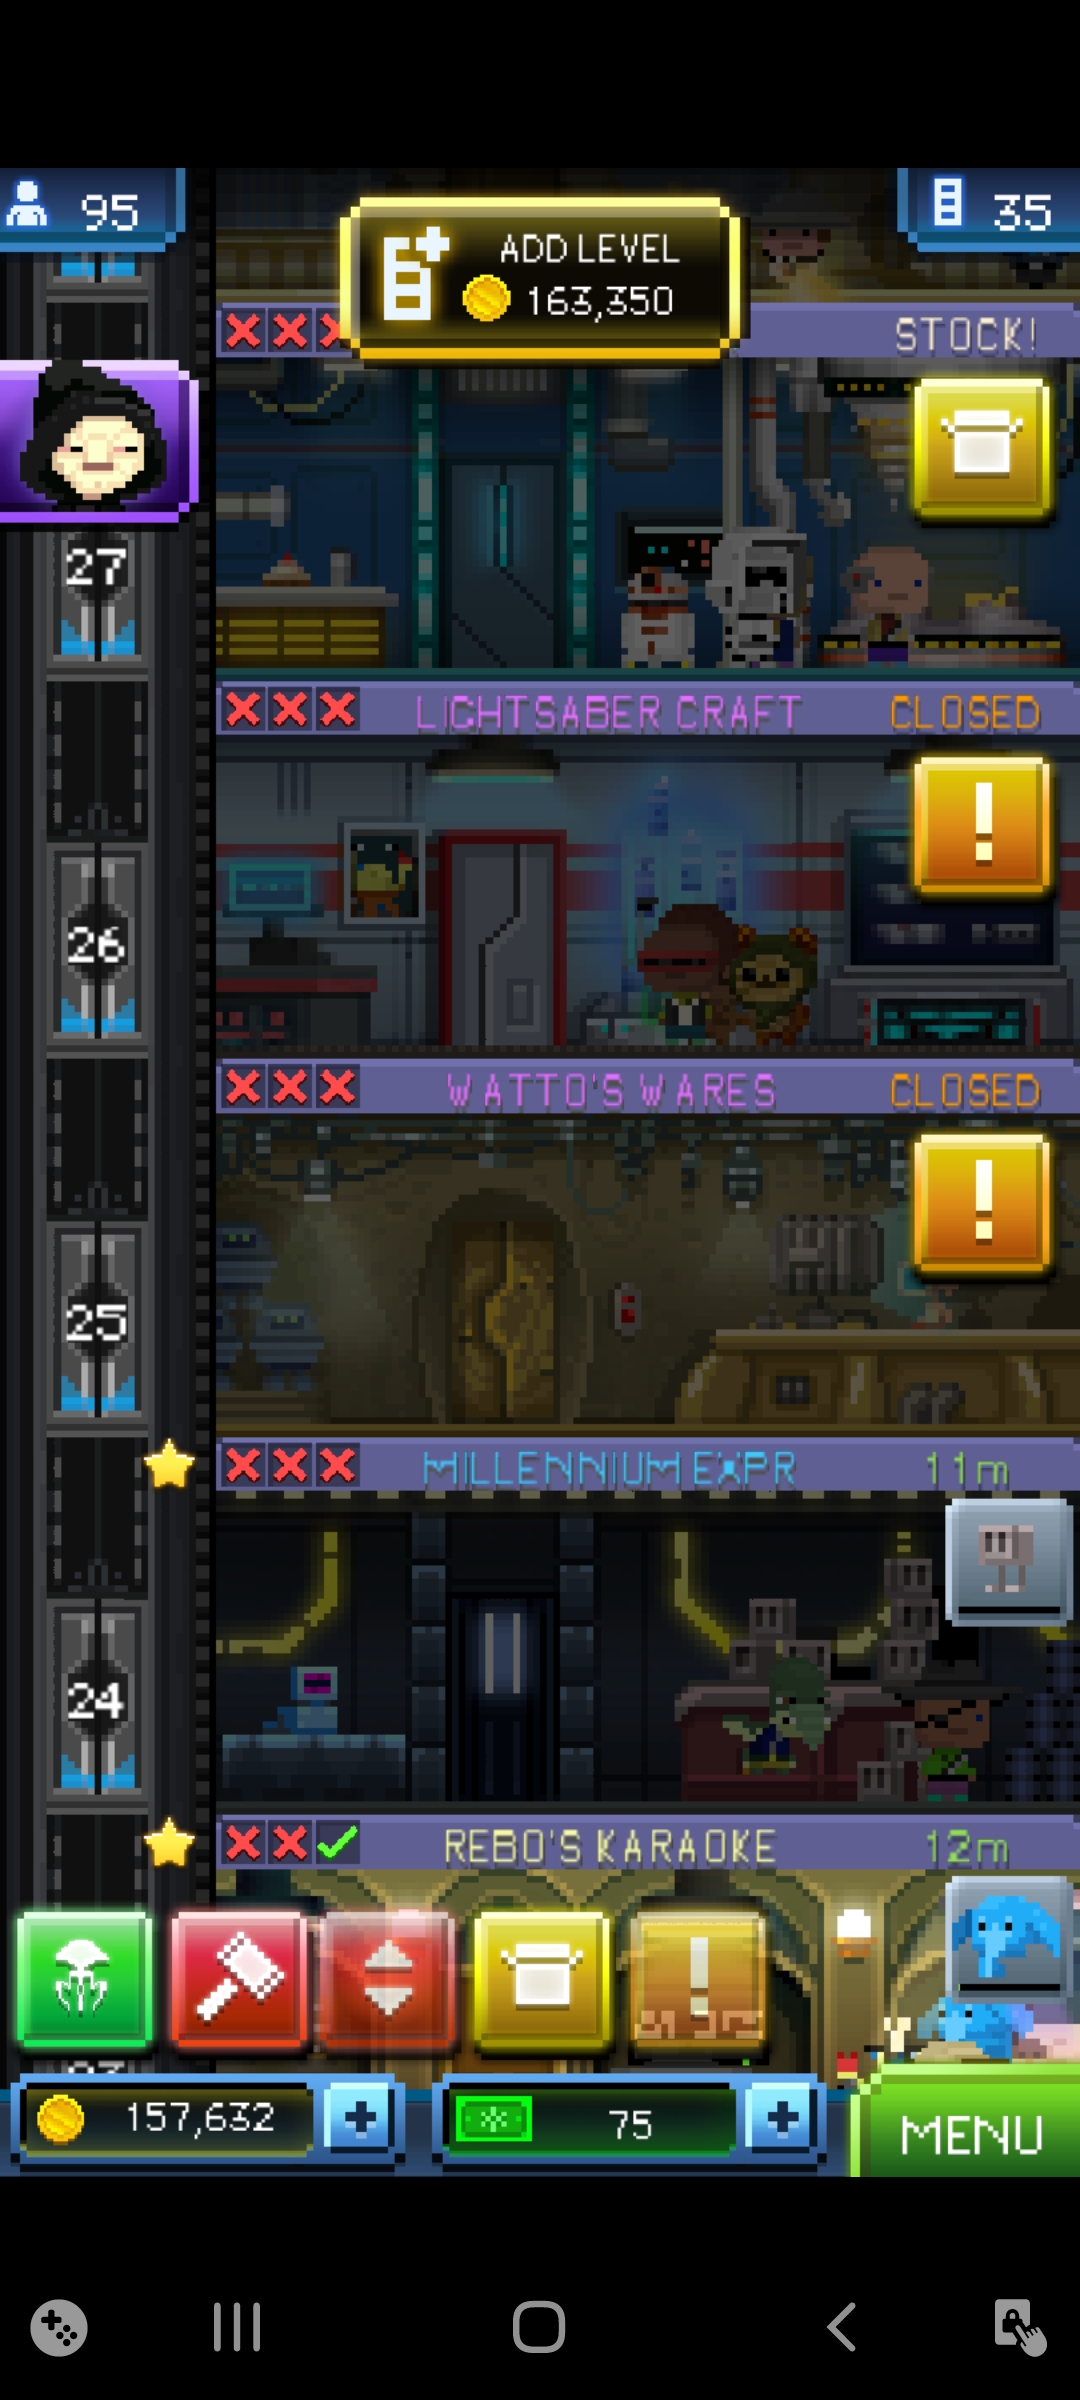 95
35
ADD LEVEL
163,350
STOCK!
27
LIGHTSABER CRAFT
CLOSED
26
WATTO'S WARES
CLOSED
25
MILLENNIUM EXPR
11m
24
REBO'S KARAOKE
12m
157,632
75
MENU